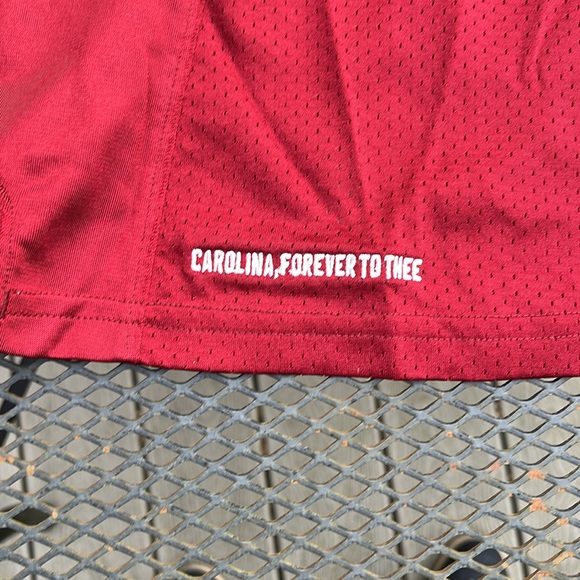 CAROLINA, FOREVER TO THEE